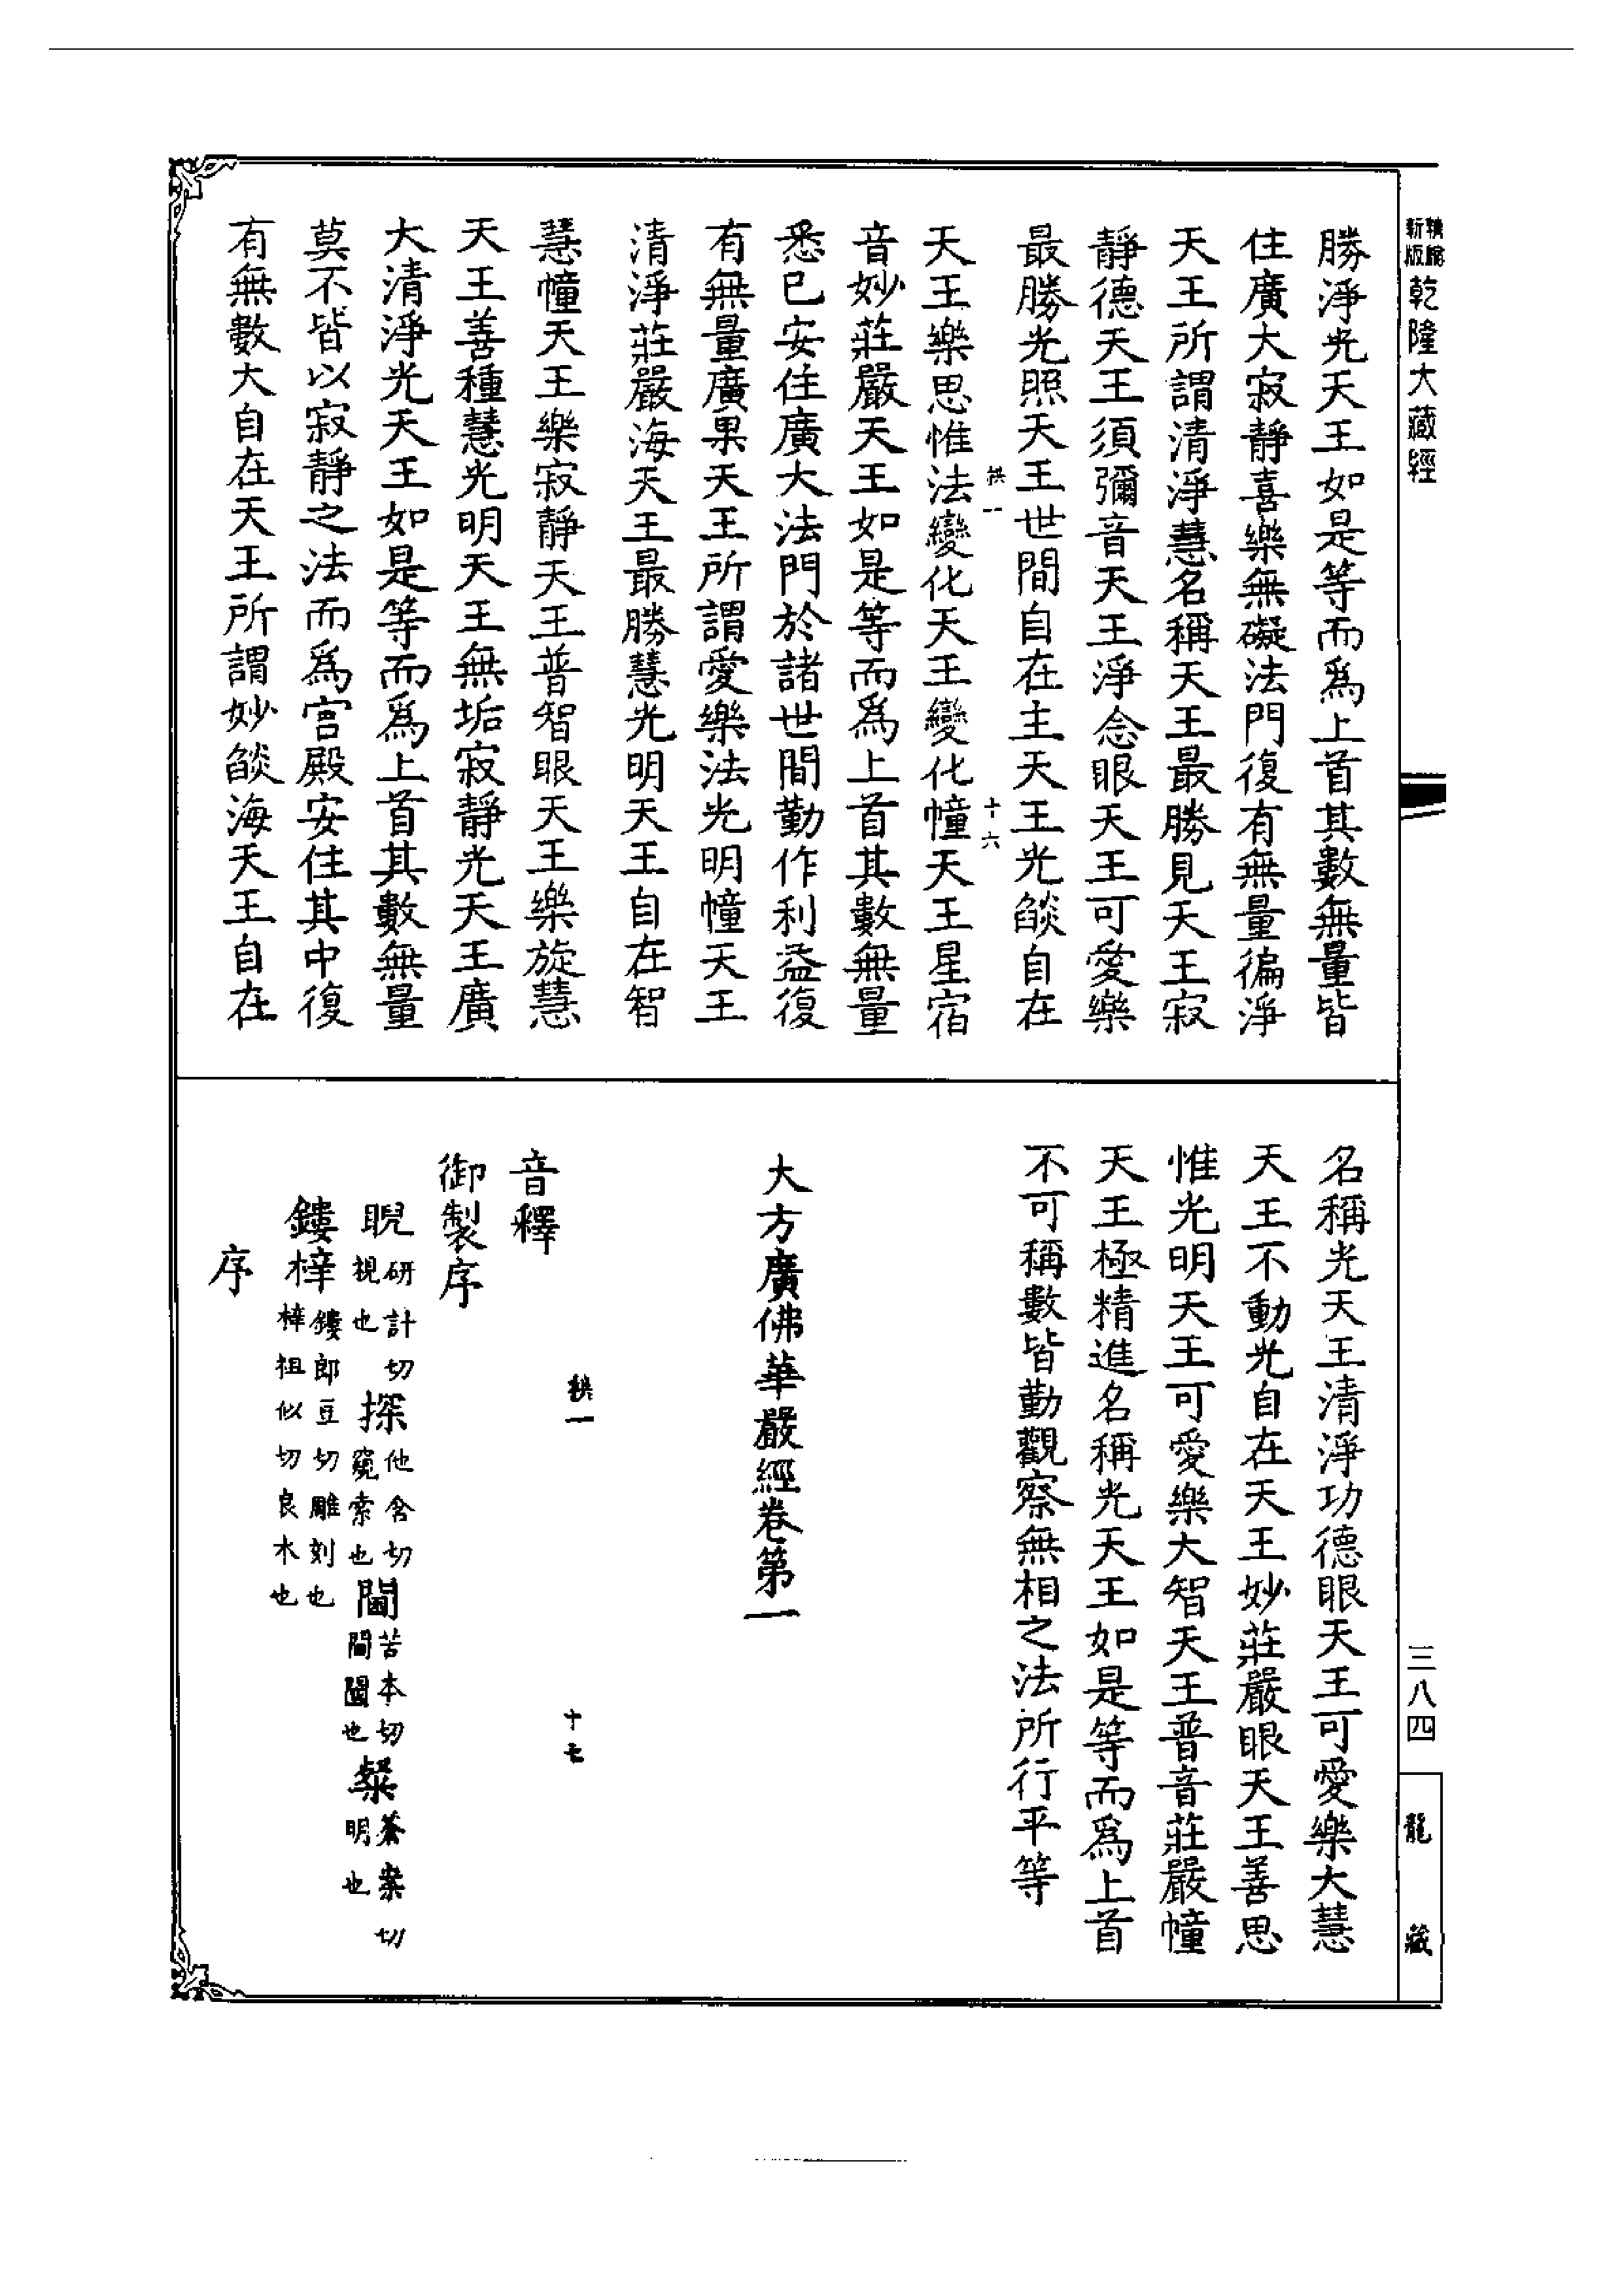 新版
乾隆大藏經
三八四
龍藏
勝淨光天王如是等而為上首其數無量皆
住廣大寂靜喜樂無礙法門復有無量徧淨
天王所謂清淨慧名稱天王最勝見天王寂
靜德天王須彌音天王淨念眼天王可愛樂
最勝光照天王世間自在主天王光燄自在
天王樂思惟法變化天王變化幢天王星宿
音妙莊嚴天王如是等而為上首其數無量
悉已安住廣大法門於諸世間勤作利益復
有無量廣果天王所謂愛樂法光明幢天王
清淨莊嚴海天王最勝慧光明天王自在智
慧幢天王樂寂靜天王普智眼天王樂旋慧
天王善種慧光明天王無垢寂靜光天王廣
大清淨光天王如是等而為上首其數無量
莫不皆以寂靜之法而為宮殿安住其中復
有無數大自在天王所謂妙燄海天王自在
十六
名稱光天王清淨功德眼天王可愛樂大慧
天王不動光自在天王妙莊嚴眼天王善思
惟光明天王可愛樂大智天王普音莊嚴幢
天王極精進名稱光天王如是等而為上首
不可稱數皆勤觀察無相之法所行平等
大方廣佛華嚴經卷第一
十七
音釋
御製序
睨研計切視也 探他含切窺索也 閫苦本切閫閾也 粲蒼案切明也
鏤梓鏤郎豆切雕刻也梓祖似切良木也
序